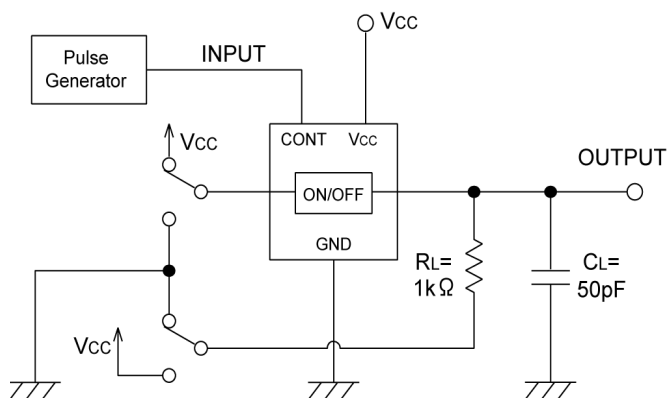 Pulse
Generator
INPUT
Vcc
CONT
Vcc
Vcc
ON/OFF
OUTPUT
GND
RL=
1kΩ
CL=
50pF
Vcc